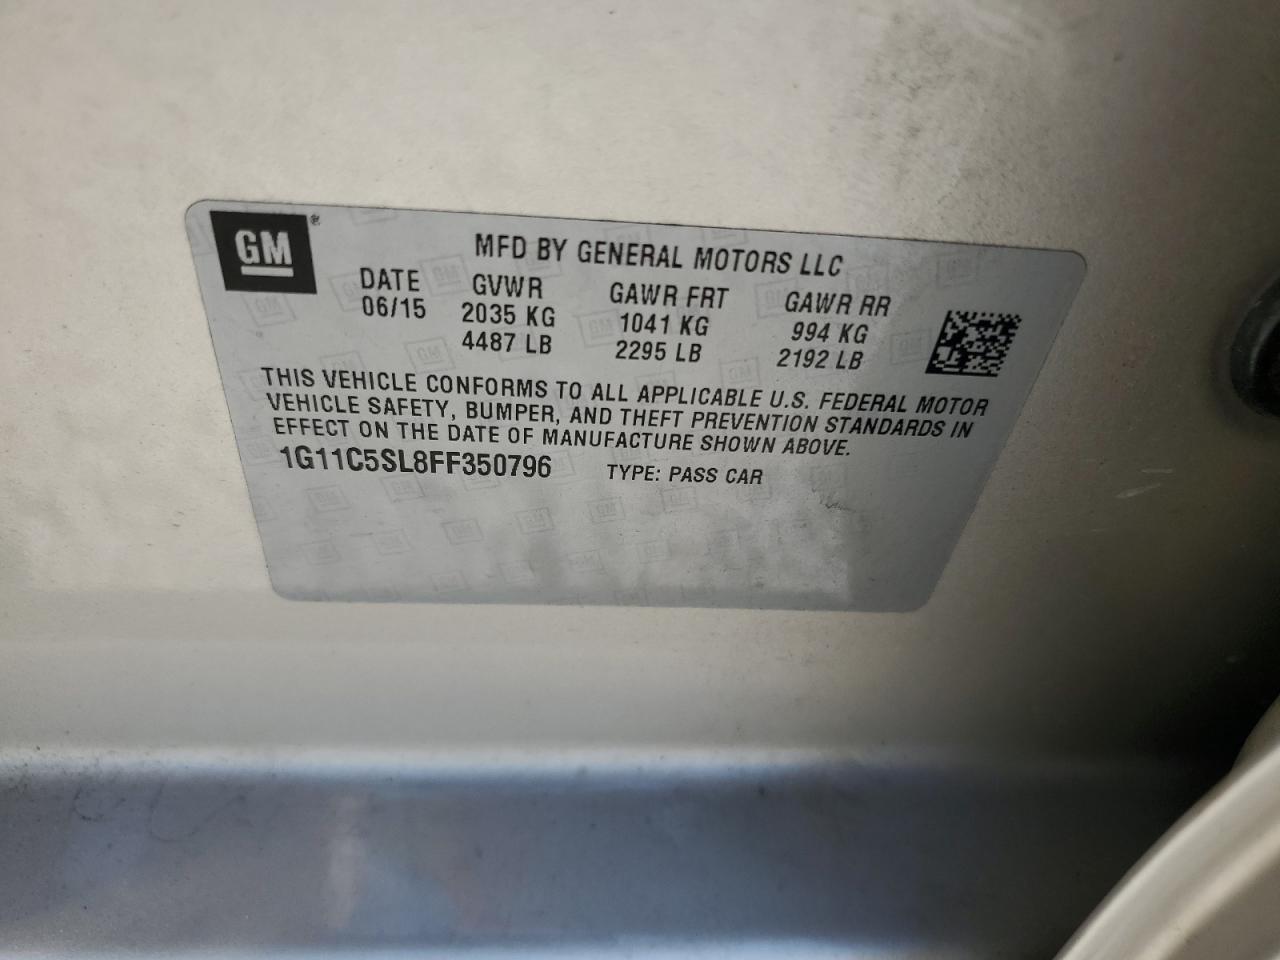 GM®
MFD BY GENERAL MOTORS LLC
DATE GVWR GAWR FRT GAWR RR
06/15 2035 KG 1041 KG 994 KG
4487 LB 2295 LB 2192 LB
THIS VEHICLE CONFORMS TO ALL APPLICABLE U.S. FEDERAL MOTOR
VEHICLE SAFETY, BUMPER, AND THEFT PREVENTION STANDARDS IN
EFFECT ON THE DATE OF MANUFACTURE SHOWN ABOVE.
1G11C5SL8FF350796 TYPE: PASS CAR